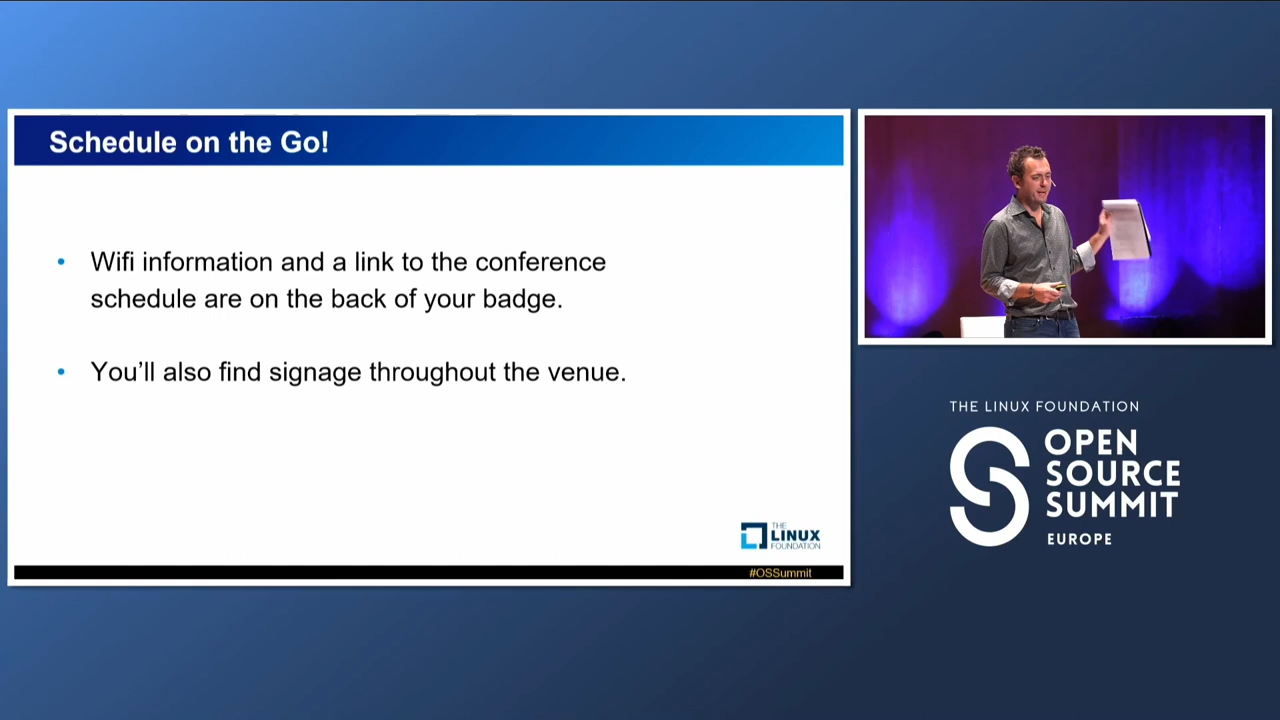 Schedule on the Go!
Wifi information and a link to the conference
schedule are on the back of your badge.
You'll also find signage throughout the venue.
THE
LINUX
FOUNDATION
#OSSummit
THE LINUX FOUNDATION
OPEN
SOURCE
SUMMIT
EUROPE